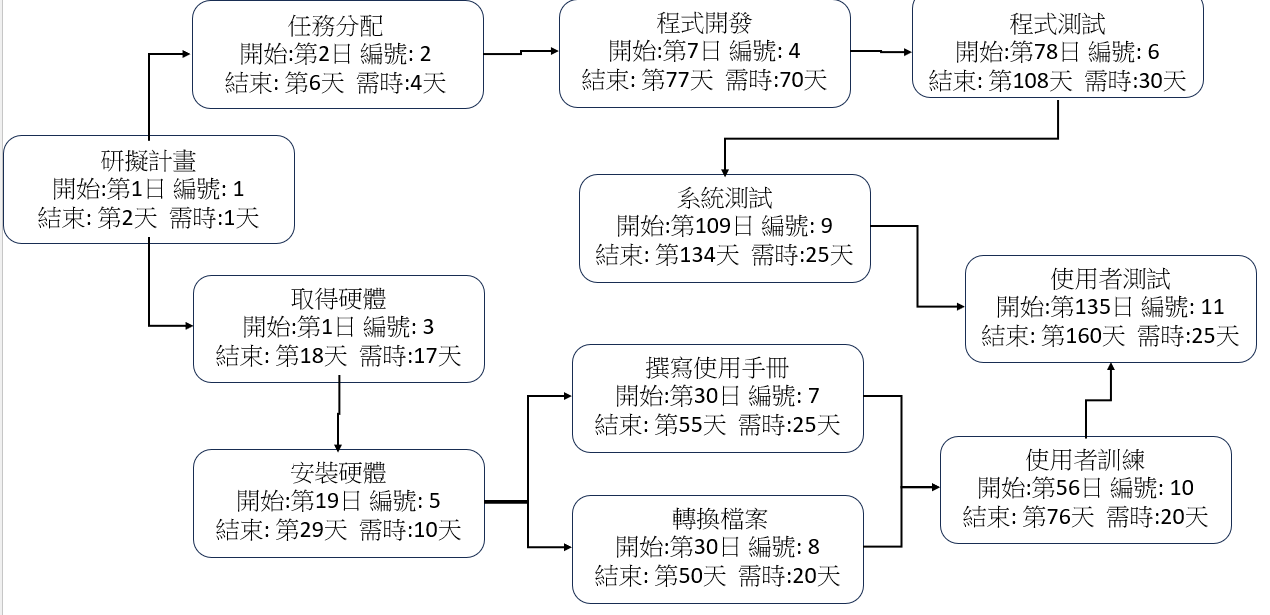 任務分配
開始:第2日 編號: 2
結束: 第6天 需時:4天
程式開發
開始:第7日 編號: 4
結束: 第77天 需時:70天
程式測試
開始:第78日 編號: 6
結束: 第108天 需時:30天
研擬計畫
開始:第1日 編號: 1
結束: 第2天 需時:1天
系統測試
開始:第109日 編號: 9
結束: 第134天 需時:25天
取得硬體
開始:第1日 編號: 3
結束: 第18天 需時:17天
使用者測試
開始:第135日 編號: 11
結束: 第160天 需時:25天
撰寫使用手冊
開始:第30日 編號: 7
結束: 第55天 需時:25天
安裝硬體
開始:第19日 編號: 5
結束: 第29天 需時:10天
轉換檔案
開始:第30日 編號: 8
結束: 第50天 需時:20天
使用者訓練
開始:第56日 編號: 10
結束: 第76天 需時:20天